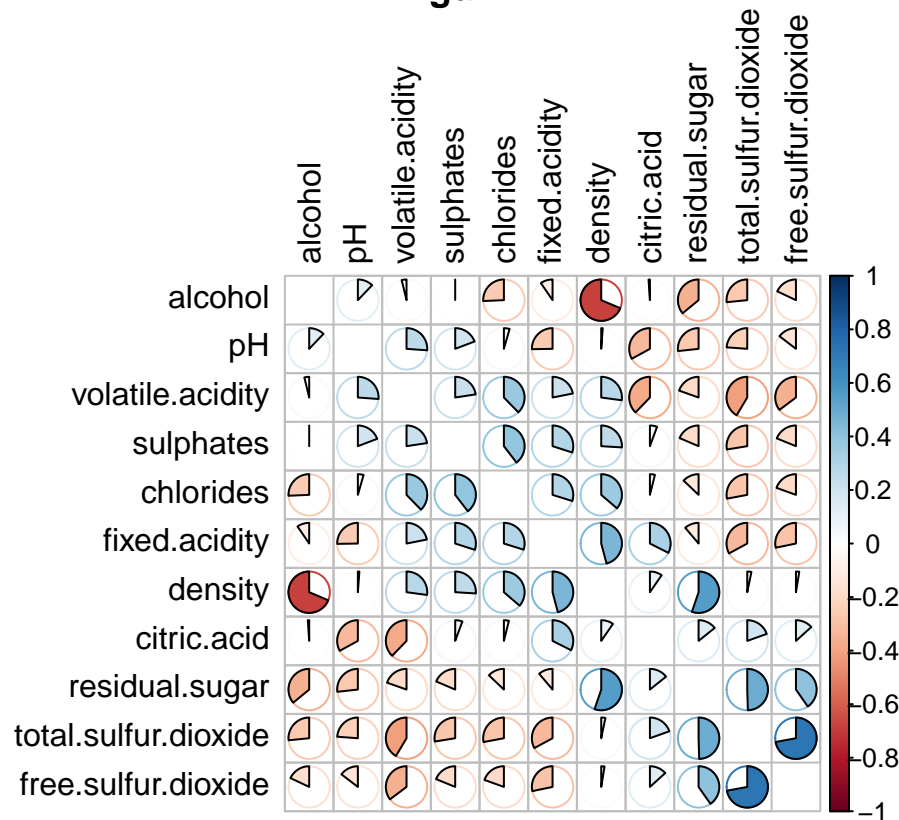 alcohol
pH
volatile.acidity
sulphates
chlorides
fixed.acidity
density
citric.acid
residual.sugar
total.sulfur.dioxide
free.sulfur.dioxide
alcohol
pH
volatile.acidity
sulphates
chlorides
fixed.acidity
density
citric.acid
residual.sugar
total.sulfur.dioxide
free.sulfur.dioxide
1
0.8
0.6
0.4
0.2
0
−0.2
−0.4
−0.6
−0.8
−1